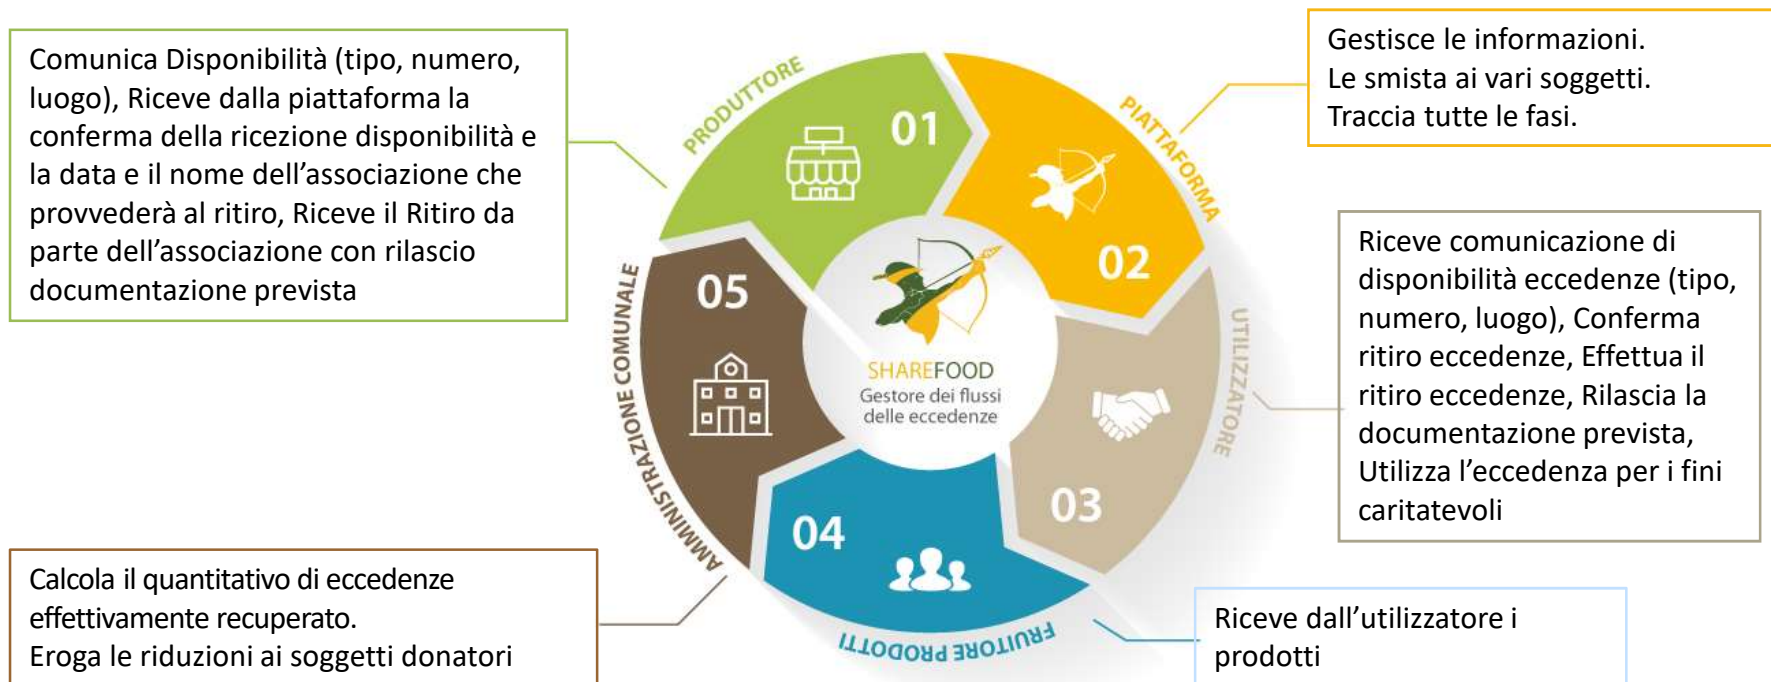 Comunica Disponibilità (tipo, numero,
luogo), Riceve dalla piattaforma la
conferma della ricezione disponibilità e
la data e il nome dell’associazione che
provvederà al ritiro, Riceve il Ritiro da
parte dell’associazione con rilascio
documentazione prevista
PRODUTTORE
01
PIATTAFORMA
02
Gestisce le informazioni.
Le smista ai vari soggetti.
Traccia tutte le fasi.
UTILIZZATORE
03
Riceve comunicazione di
disponibilità eccedenze (tipo,
numero, luogo), Conferma
ritiro eccedenze, Effettua il
ritiro eccedenze, Rilascia la
documentazione prevista,
Utilizza l’eccedenza per i fini
caritatevoli
SHAREFOOD
Gestore dei flussi
delle eccedenze
FRUITORE PRODOTTI
04
Riceve dall’utilizzatore i
prodotti
AMMINISTRAZIONE COMUNALE
05
Calcola il quantitativo di eccedenze
effettivamente recuperato.
Eroga le riduzioni ai soggetti donatori